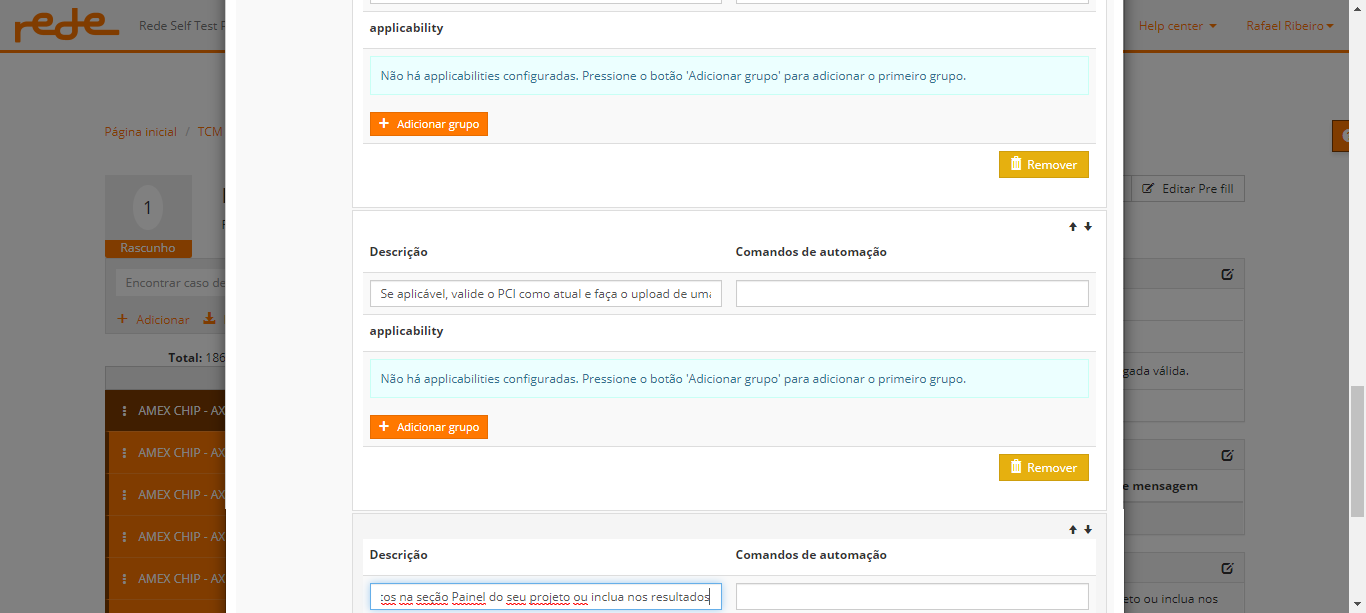 rede
Rede Self Test
Help center
Rafael Ribeiro
Página inicial / TCM
1
Rascunho
Encontrar caso de
+ Adicionar
Total: 186
AMEX CHIP - AX
AMEX CHIP - AX
AMEX CHIP - AX
AMEX CHIP - AX
AMEX CHIP - AX
applicability
Não há applicabilities configuradas. Pressione o botão 'Adicionar grupo' para adicionar o primeiro grupo.
+ Adicionar grupo
Remover
Descrição Comandos de automação
Se aplicável, valide o PCI como atual e faça o upload de uma
applicability
Não há applicabilities configuradas. Pressione o botão 'Adicionar grupo' para adicionar o primeiro grupo.
+ Adicionar grupo
Remover
Descrição Comandos de automação
tos na seção Painel do seu projeto ou inclua nos resultados
Editar Pre fill
gada válida.
e mensagem
eto ou inclua nos